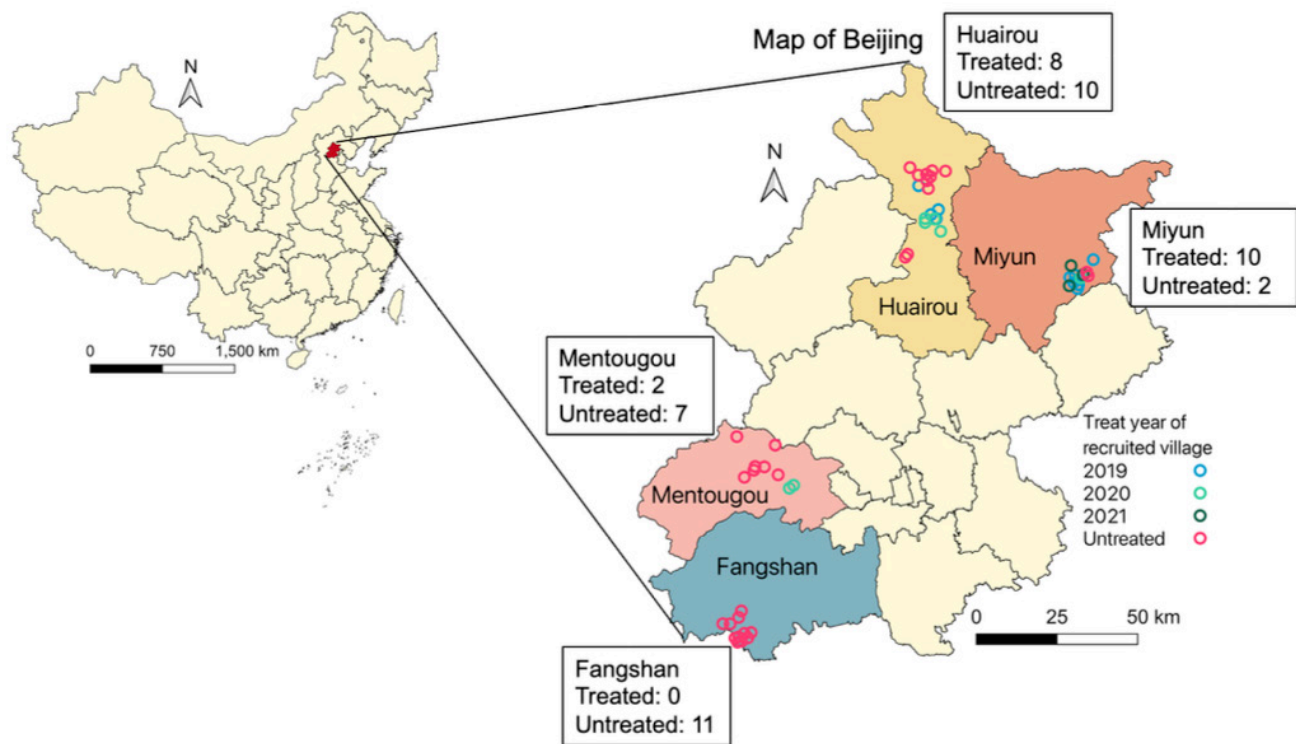 Map of Beijing
Huairou
Treated: 8
Untreated: 10
N
N
Miyun
Miyun
Treated: 10
Untreated: 2
Huairou
0 750 1,500 km
Mentougou
Treated: 2
Untreated: 7
Treat year of
recruited village
2019
2020
2021
Untreated
Mentougou
Fangshan
0 25 50 km
Fangshan
Treated: 0
Untreated: 11